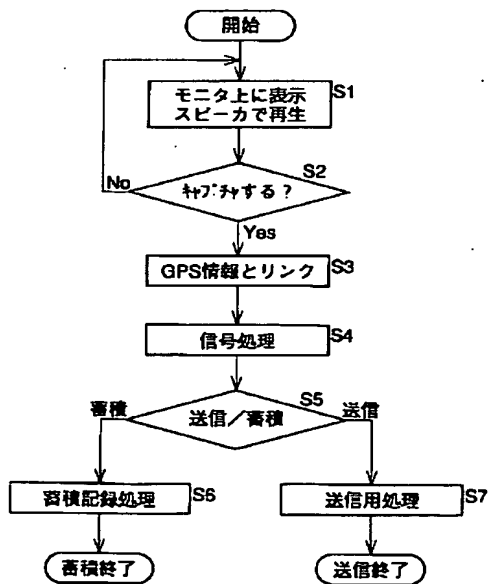 開始
モニタ上に表示
スピーカで再生
S1
S2
キャプチャする？
No
Yes
GPS情報とリンク
S3
信号処理
S4
S5
蓄積
送信／蓄積
送信
蓄積記録処理
S6
送信用処理
S7
蓄積終了
送信終了